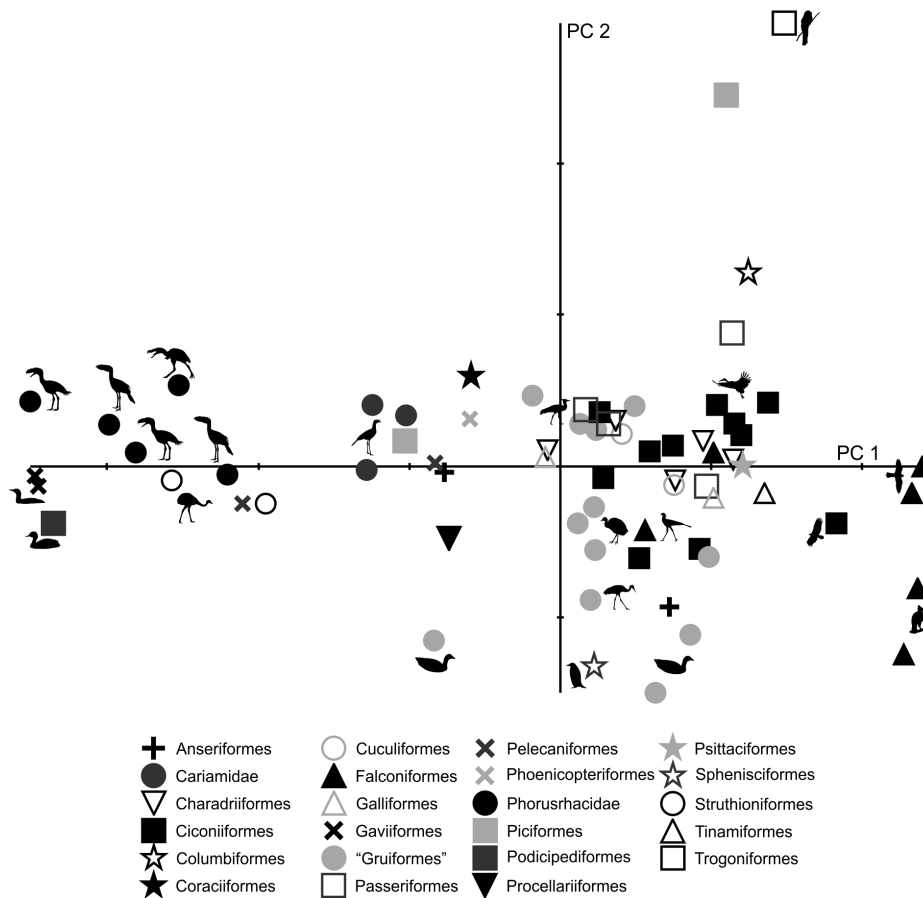 PC 2
PC 1
Anseriformes
Cariamidae
Charadriiformes
Ciconiiformes
Columbiformes
Coraciiformes
Cuculiformes
Falconiformes
Galliformes
Gaviiformes
“Gruiformes”
Passeriformes
Pelecaniformes
Phoenicopteriformes
Phorusrhacidae
Piciformes
Podicipediformes
Procellariiformes
Psittaciformes
Sphenisciformes
Struthioniformes
Tinamiformes
Trogoniformes